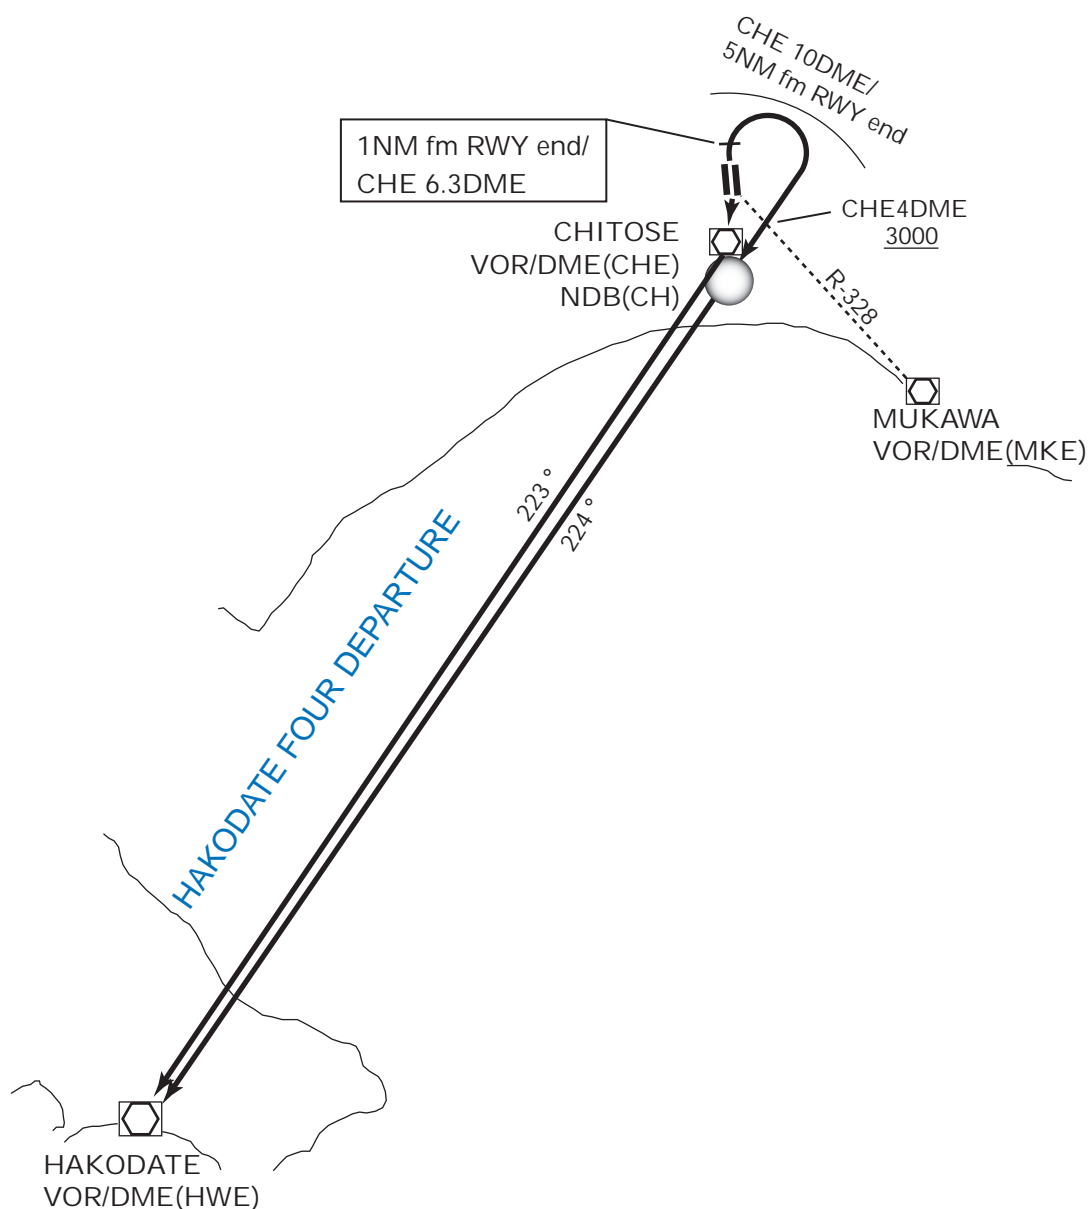 CHE 10DME/
5NM fm RWY end
1NM fm RWY end/
CHE 6.3DME
CHE4DME
3000
CHITOSE
VOR/DME(CHE)
NDB(CH)
R-328
MUKAWA
VOR/DME(MKE)
223°
224°
HAKODATE FOUR DEPARTURE
HAKODATE
VOR/DME(HWE)